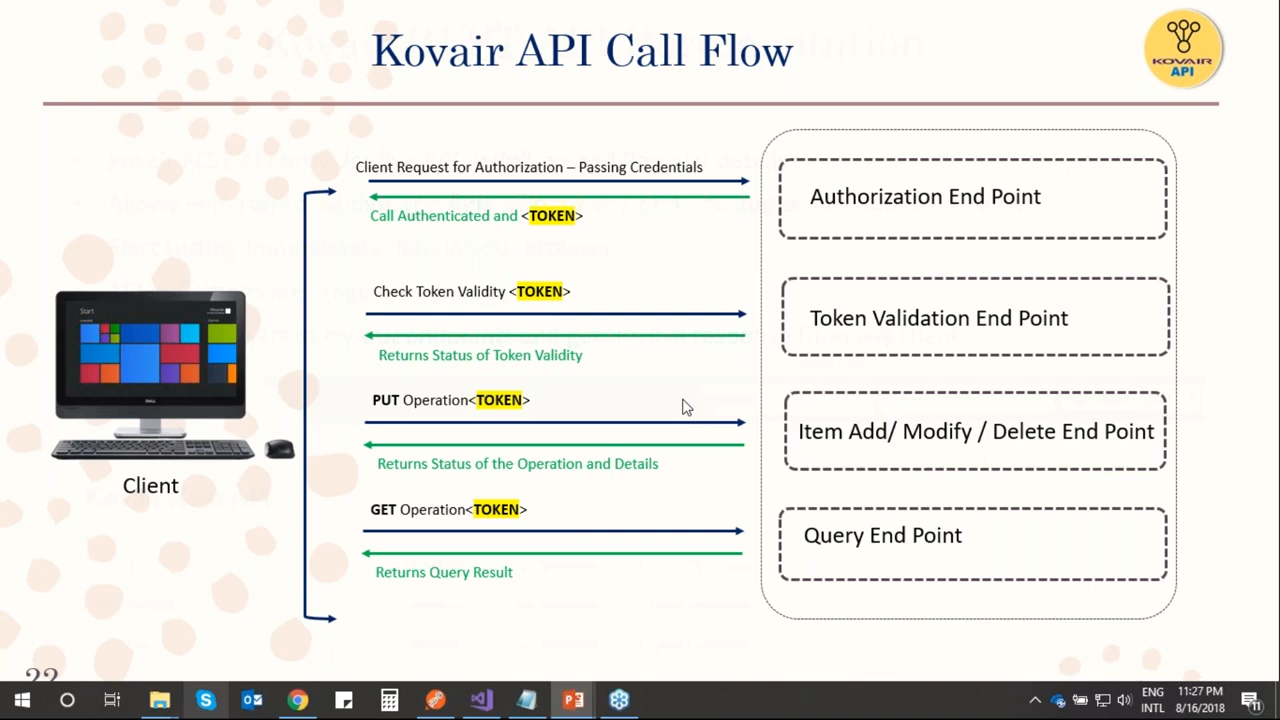 Kovair API Call Flow
KOVAIR
API
Client Request for Authorization – Passing Credentials
Call Authenticated and <TOKEN>
Authorization End Point
Check Token Validity <TOKEN>
Returns Status of Token Validity
Token Validation End Point
Start
PUT Operation<TOKEN>
Returns Status of the Operation and Details
Item Add/ Modify / Delete End Point
Client
GET Operation<TOKEN>
Returns Query Result
Query End Point
22
ENG
INTL
11:27 PM
8/16/2018
11